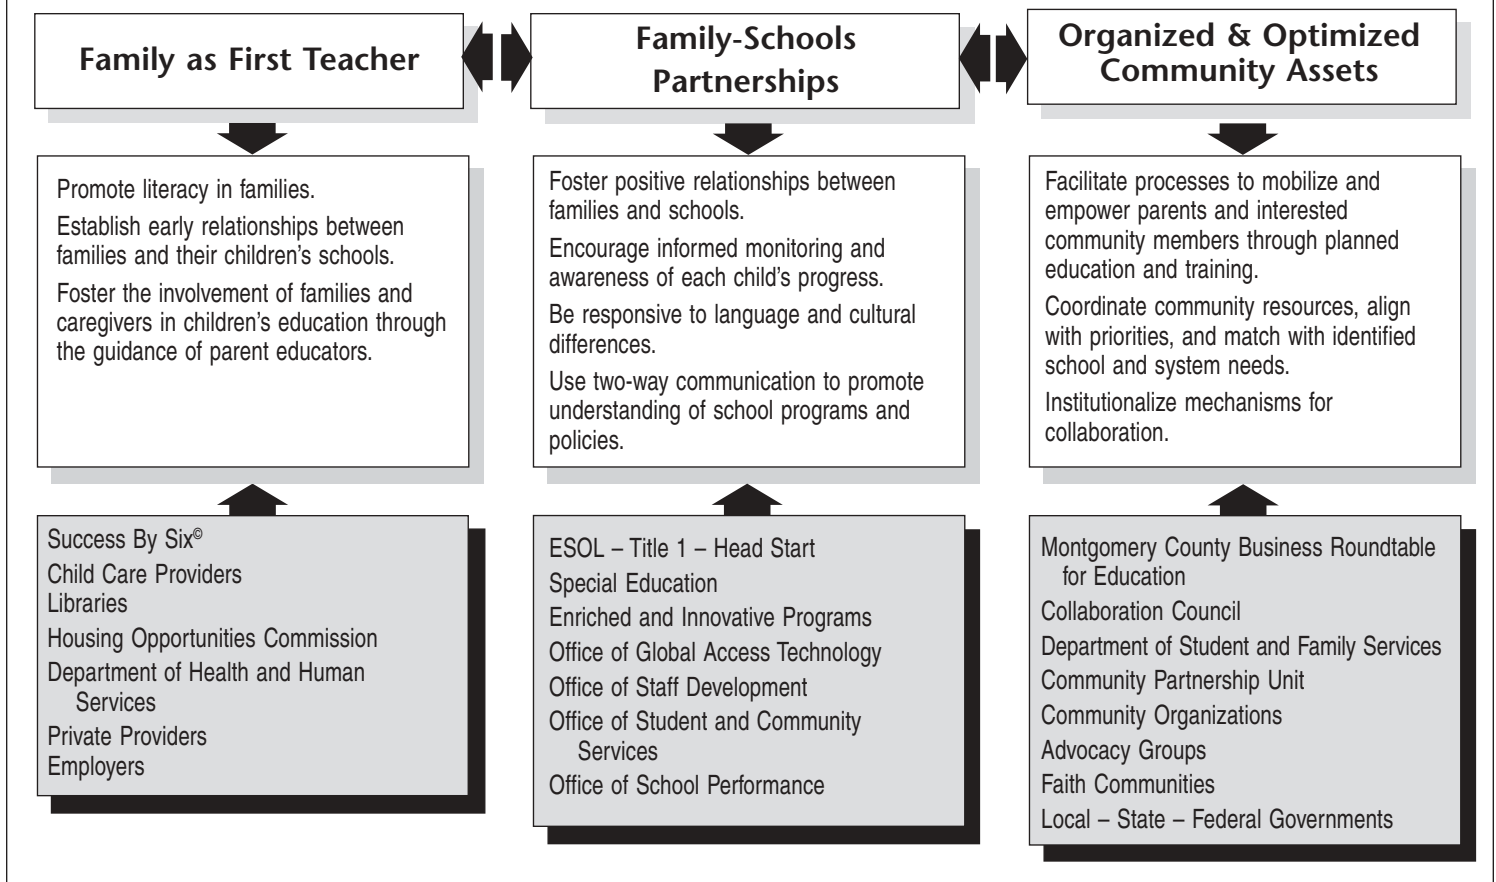 Family as First Teacher
Promote literacy in families.
Establish early relationships between
families and their children's schools.
Foster the involvement of families and
caregivers in children's education through
the guidance of parent educators.
Success By Six©
Child Care Providers
Libraries
Housing Opportunities Commission
Department of Health and Human
Services
Private Providers
Employers
Family-Schools
Partnerships
Foster positive relationships between
families and schools.
Encourage informed monitoring and
awareness of each child's progress.
Be responsive to language and cultural
differences.
Use two-way communication to promote
understanding of school programs and
policies.
ESOL – Title 1 – Head Start
Special Education
Enriched and Innovative Programs
Office of Global Access Technology
Office of Staff Development
Office of Student and Community
Services
Office of School Performance
Organized & Optimized
Community Assets
Facilitate processes to mobilize and
empower parents and interested
community members through planned
education and training.
Coordinate community resources, align
with priorities, and match with identified
school and system needs.
Institutionalize mechanisms for
collaboration.
Montgomery County Business Roundtable
for Education
Collaboration Council
Department of Student and Family Services
Community Partnership Unit
Community Organizations
Advocacy Groups
Faith Communities
Local – State – Federal Governments